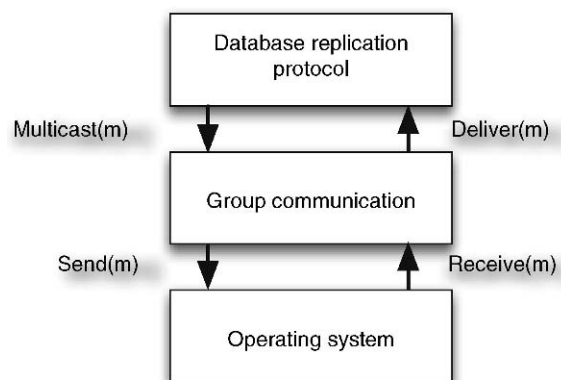 Database replication
protocol
Multicast(m)
Deliver(m)
Group communication
Send(m)
Receive(m)
Operating system